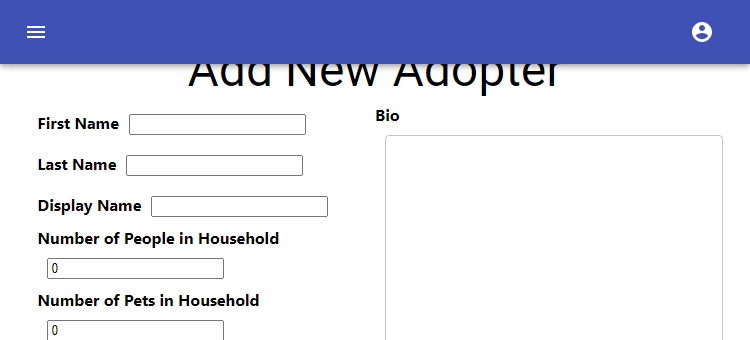 Add New Adopter
First Name
Last Name
Display Name
Number of People in Household
0
Number of Pets in Household
0
Bio